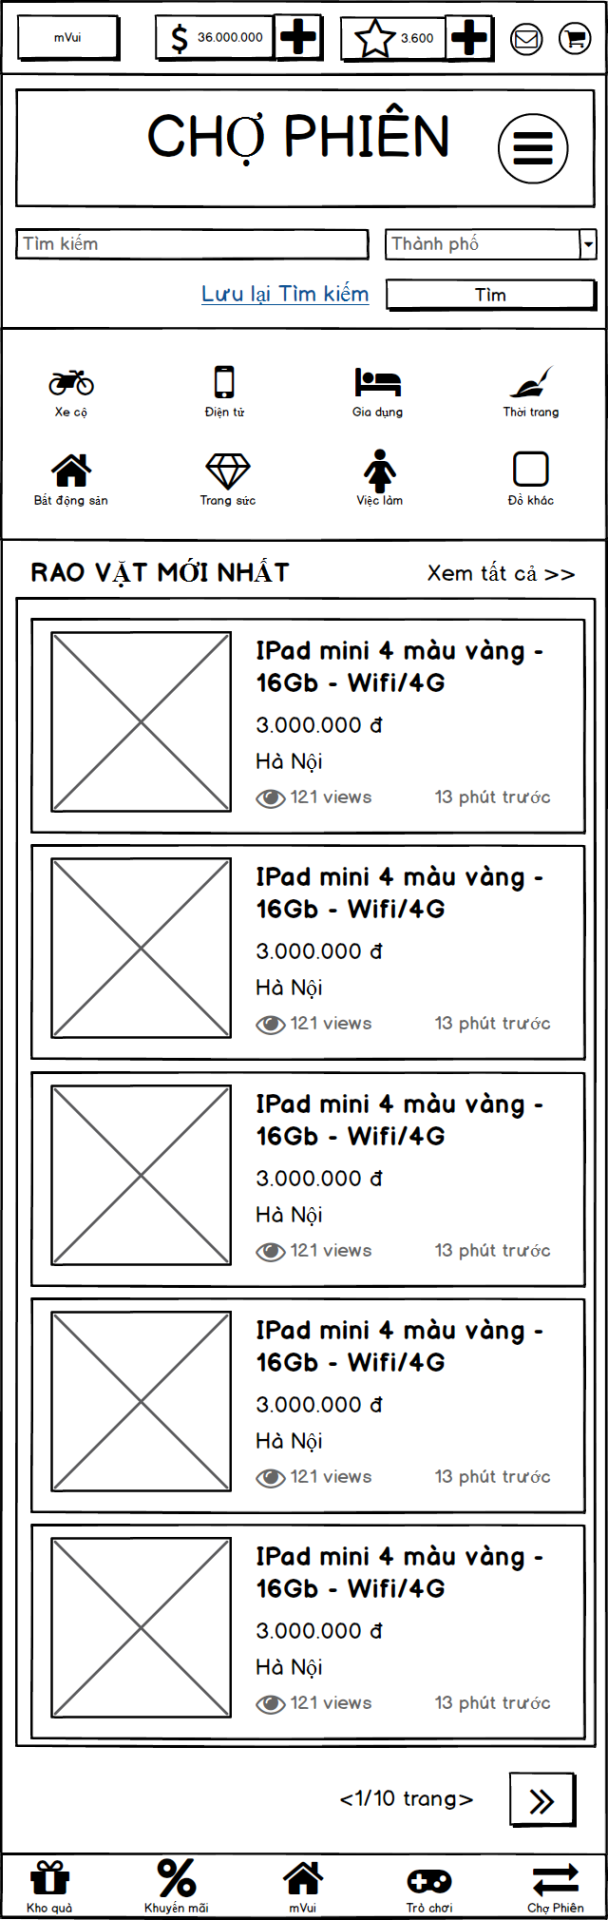 mVui
36.000.000
3.600
CHỢ PHIÊN
Tìm kiếm
Thành phố
Lưu lại Tìm kiếm
Tìm
Xe cộ
Điện tử
Gia dụng
Thời trang
Bất động sản
Trang sức
Việc làm
Đồ khác
RAO VẶT MỚI NHẤT
Xem tất cả >>
IPad mini 4 màu vàng -
16Gb - Wifi/4G
3.000.000 đ
Hà Nội
121 views 13 phút trước
IPad mini 4 màu vàng -
16Gb - Wifi/4G
3.000.000 đ
Hà Nội
121 views 13 phút trước
IPad mini 4 màu vàng -
16Gb - Wifi/4G
3.000.000 đ
Hà Nội
121 views 13 phút trước
IPad mini 4 màu vàng -
16Gb - Wifi/4G
3.000.000 đ
Hà Nội
121 views 13 phút trước
IPad mini 4 màu vàng -
16Gb - Wifi/4G
3.000.000 đ
Hà Nội
121 views 13 phút trước
<1/10 trang>
Kho quà
Khuyến mãi
mVui
Trò chơi
Chợ Phiên